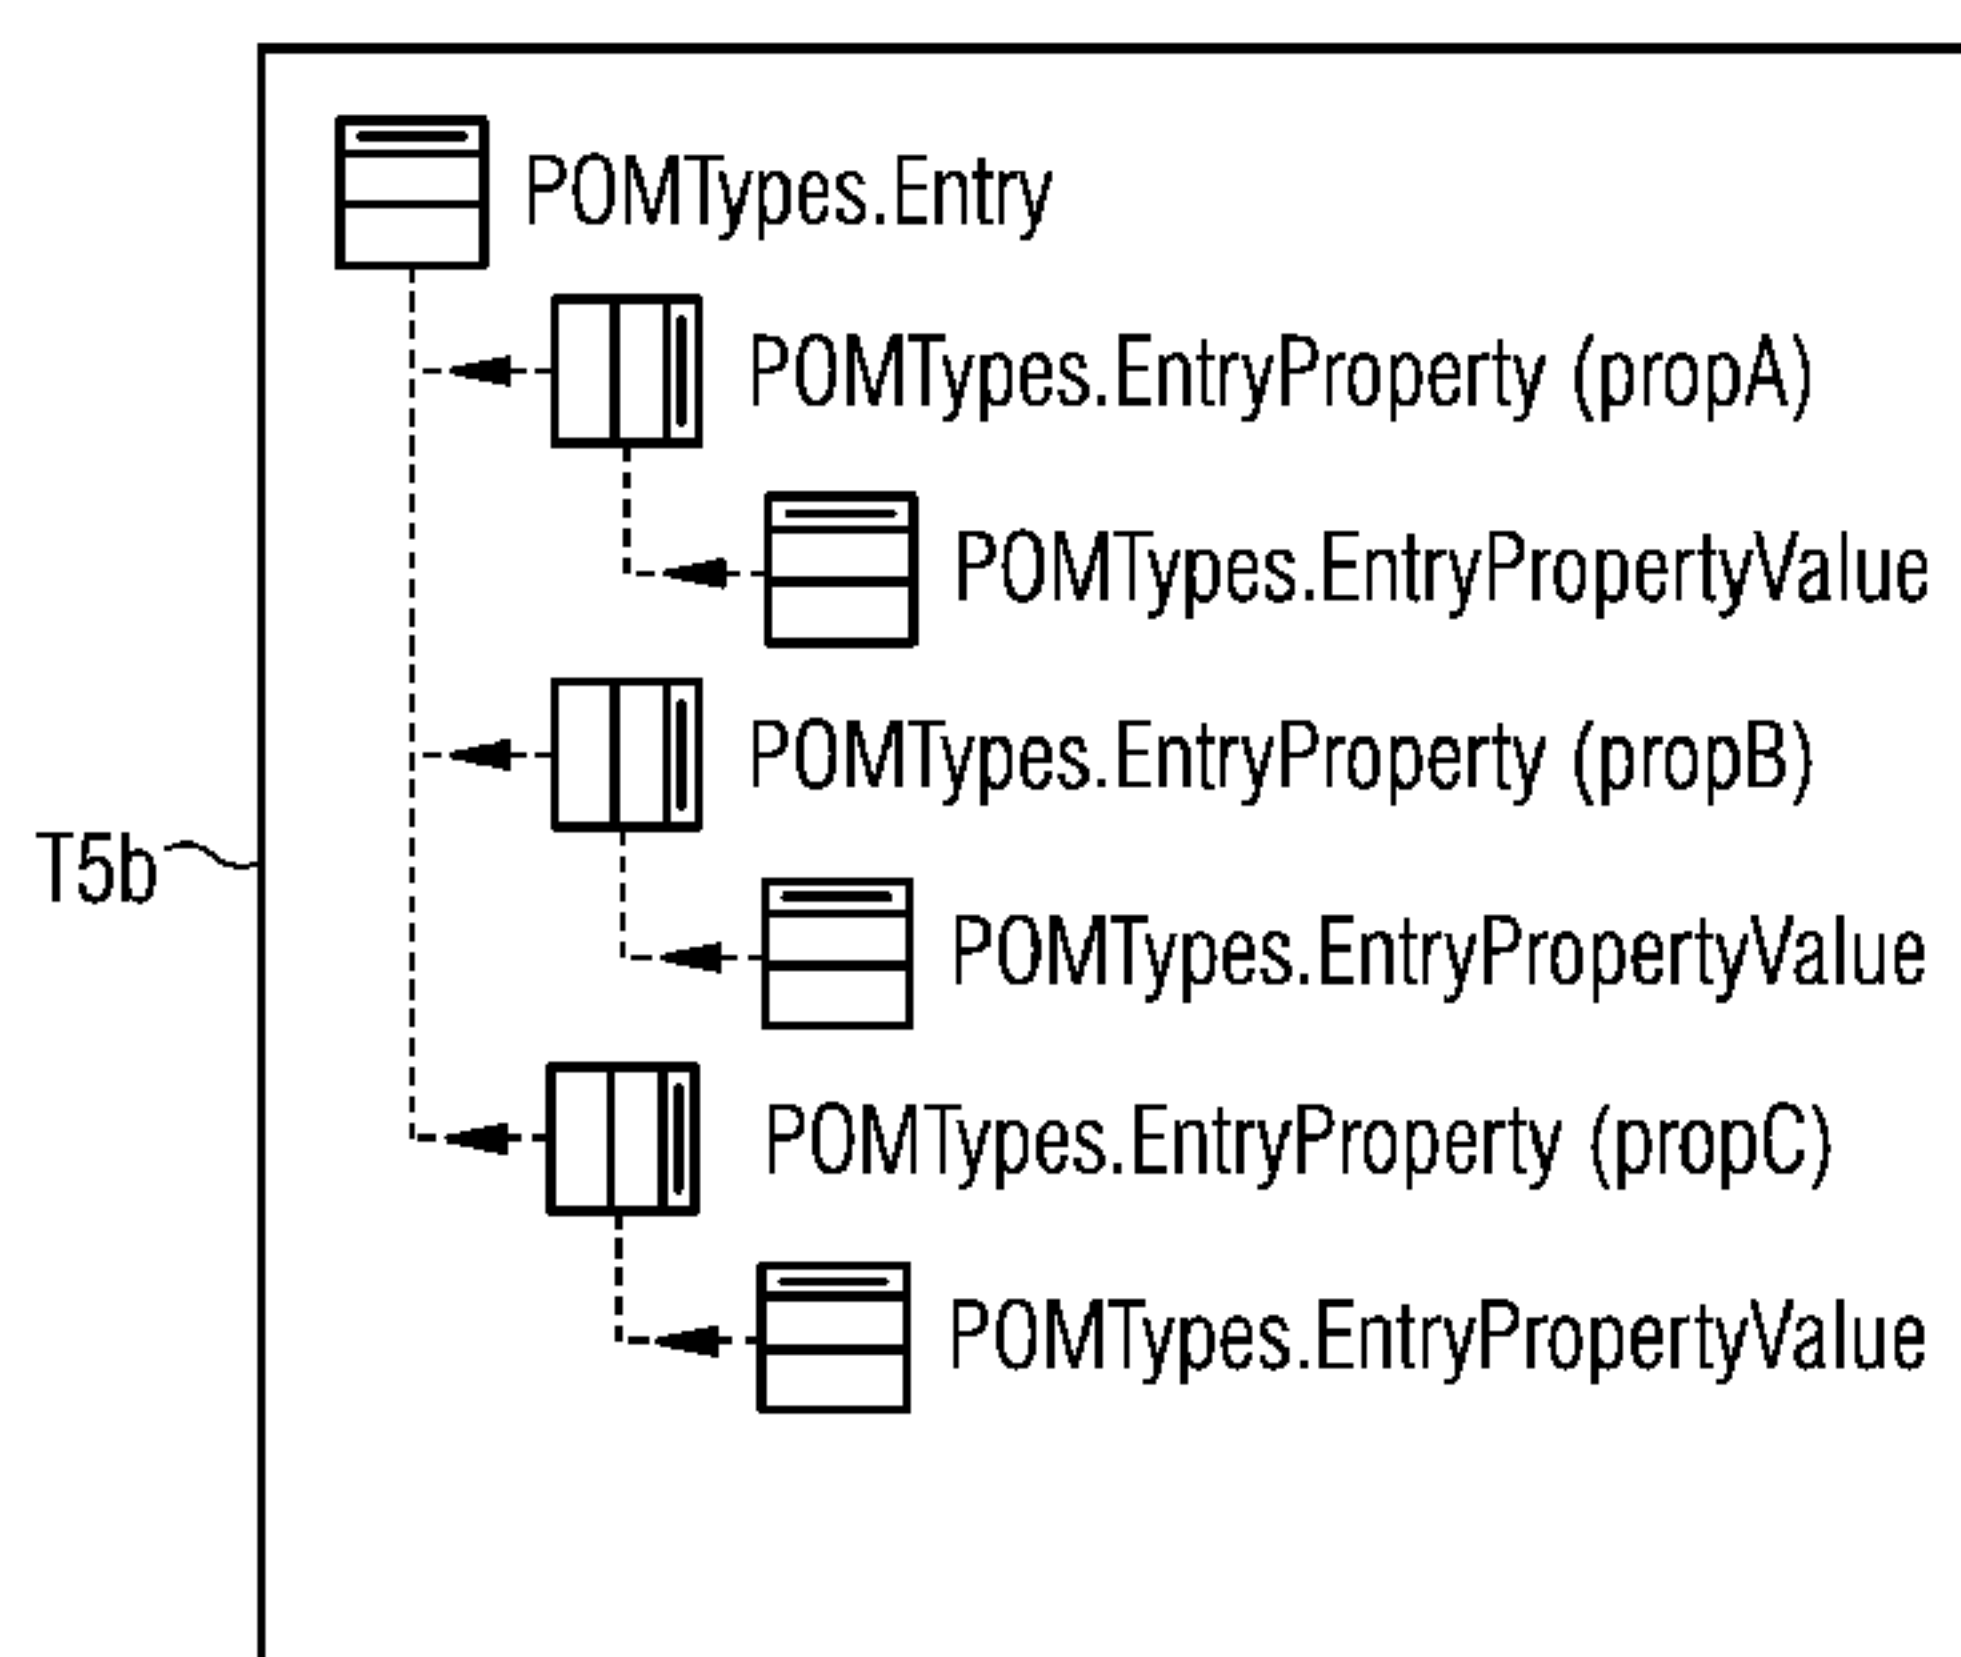 POMTypes.Entry
POMTypes.EntryProperty (propA)
POMTypes.EntryPropertyValue
POMTypes.EntryProperty (propB)
T5b
POMTypes.EntryPropertyValue
POMTypes.EntryProperty (propC)
POMTypes.EntryPropertyValue